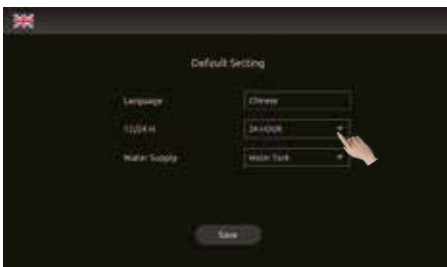 Default Setting
Language Chinese
12/24 H 24 HOUR
Water Supply Water Tank
Save